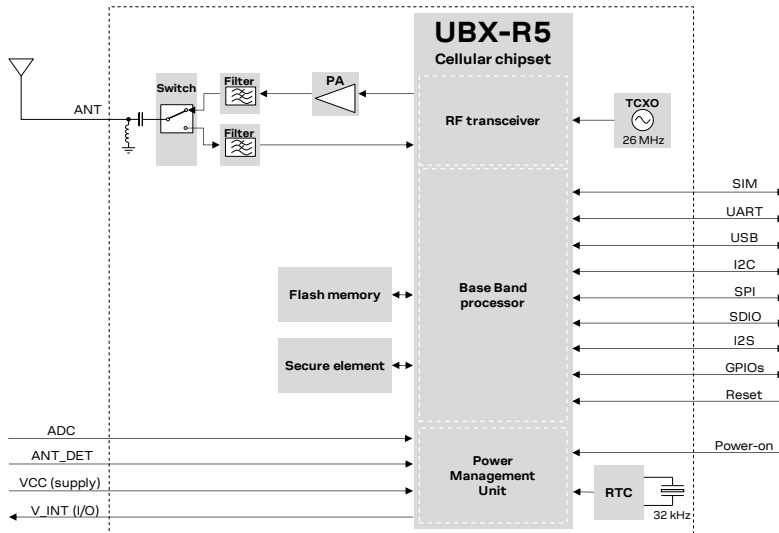 UBX-R5
Cellular chipset
Switch
Filter
PA
ANT
RF transceiver
TCXO
26 MHz
Filter
SIM
UART
USB
I2C
SPI
SDIO
I2S
GPIOs
Reset
Flash memory
Base Band
processor
Secure element
ADC
ANT_DET
VCC (supply)
V_INT (I/O)
Power
Management
Unit
Power-on
RTC
32 kHz